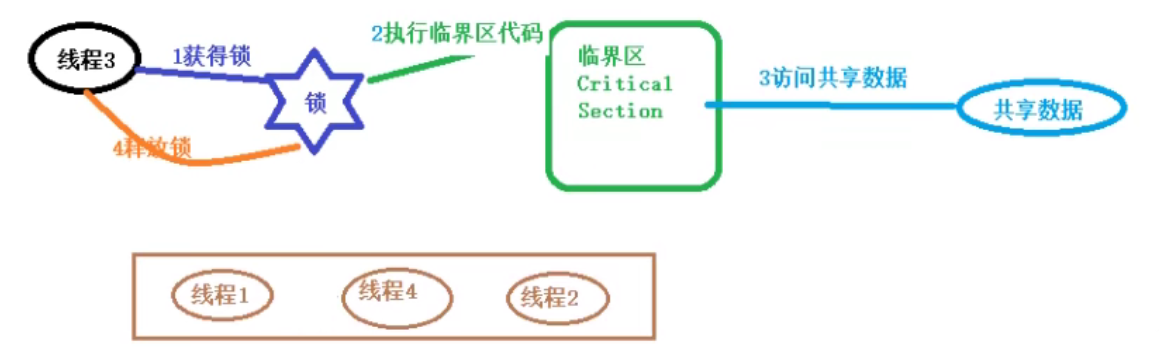 线程3
1获得锁
锁
2执行临界区代码
临界区
Critical
Section
3访问共享数据
共享数据
4释放锁
线程1
线程4
线程2